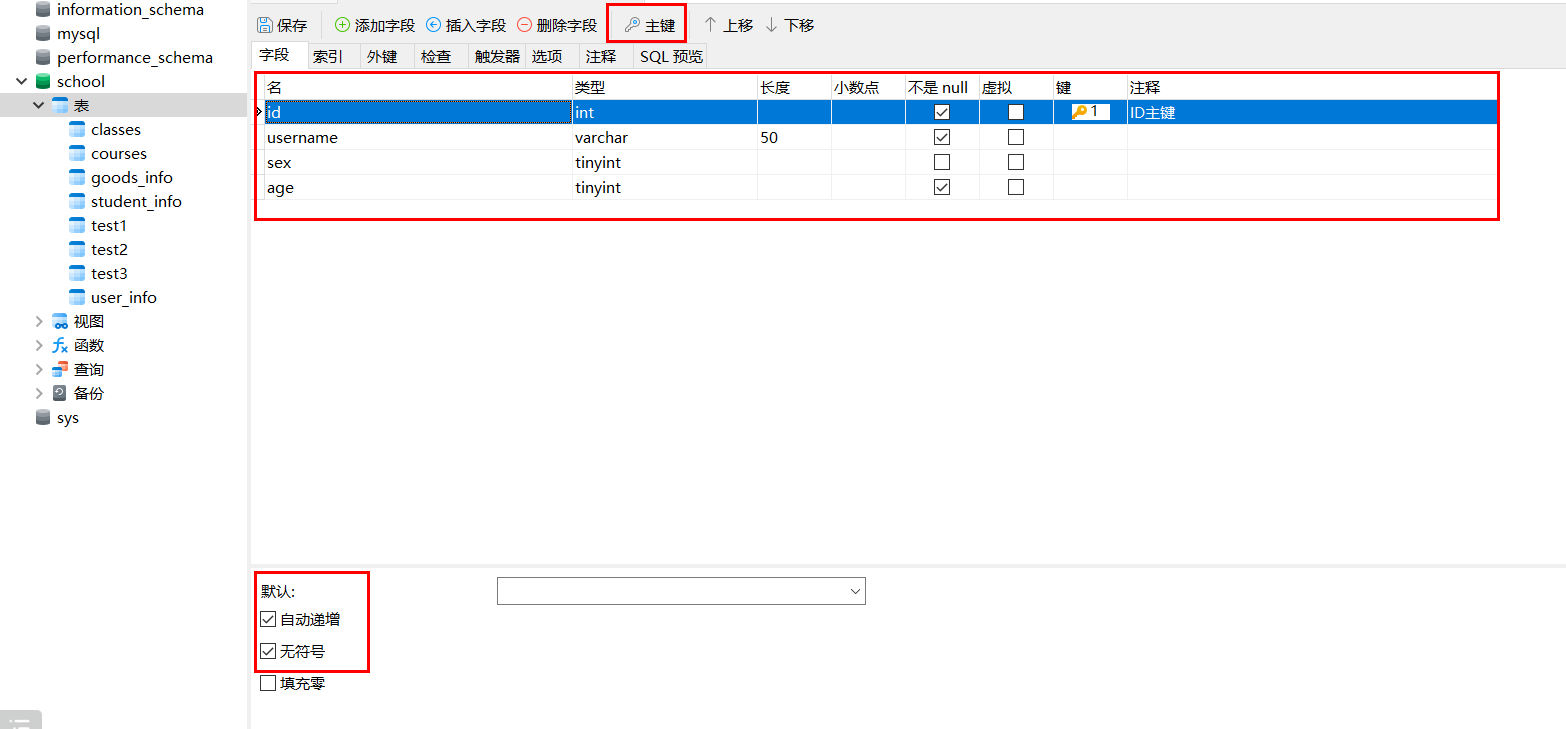 information_schema
mysql
performance_schema
school
表
classes
courses
goods_info
student_info
test1
test2
test3
user_info
视图
函数
查询
备份
sys
保存 添加字段 插入字段 删除字段 主键 上移 下移
字段 索引 外键 检查 触发器 选项 注释 SQL 预览
名 类型 长度 小数点 不是 null 虚拟 键 注释
id int 1 ID主键
username varchar 50
sex tinyint
age tinyint
默认:
自动递增
无符号
填充零